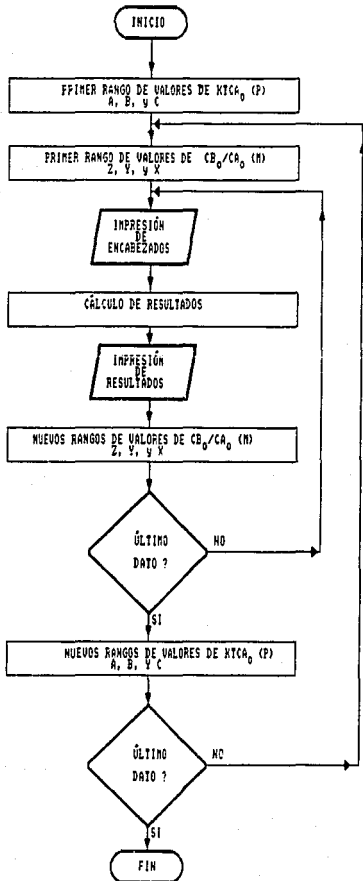 INICIO
PRIMER RANGO DE VALORES DE KTCA₀ (P)
A, B, y C
PRIMER RANGO DE VALORES DE CB₀/CA₀ (M)
Z, Y, y X
IMPRESIÓN
DE
ENCABEZADOS
CÁLCULO DE RESULTADOS
IMPRESIÓN
DE
RESULTADOS
NUEVOS RANGOS DE VALORES DE CB₀/CA₀ (M)
Z, Y, y X
ÚLTIMO
DATO ?
NO
SI
NUEVOS RANGOS DE VALORES DE KTCA₀ (P)
A, B, Y C
ÚLTIMO
DATO ?
NO
SI
FIN